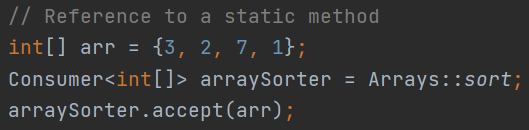 // Reference to a static method
int[] arr = {3, 2, 7, 1};
Consumer<int[]> arraySorter = Arrays::sort;
arraySorter.accept(arr);